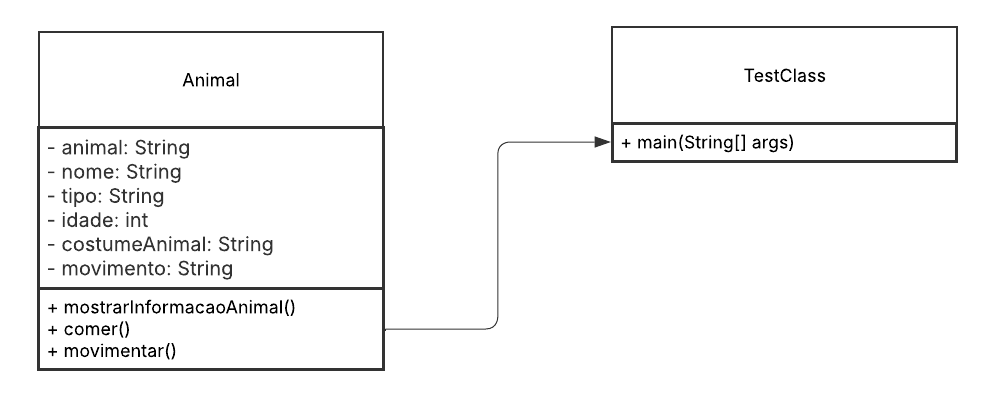 Animal
- animal: String
- nome: String
- tipo: String
- idade: int
- costumeAnimal: String
- movimento: String
+ mostrarInformacaoAnimal()
+ comer()
+ movimentar()
TestClass
+ main(String[] args)